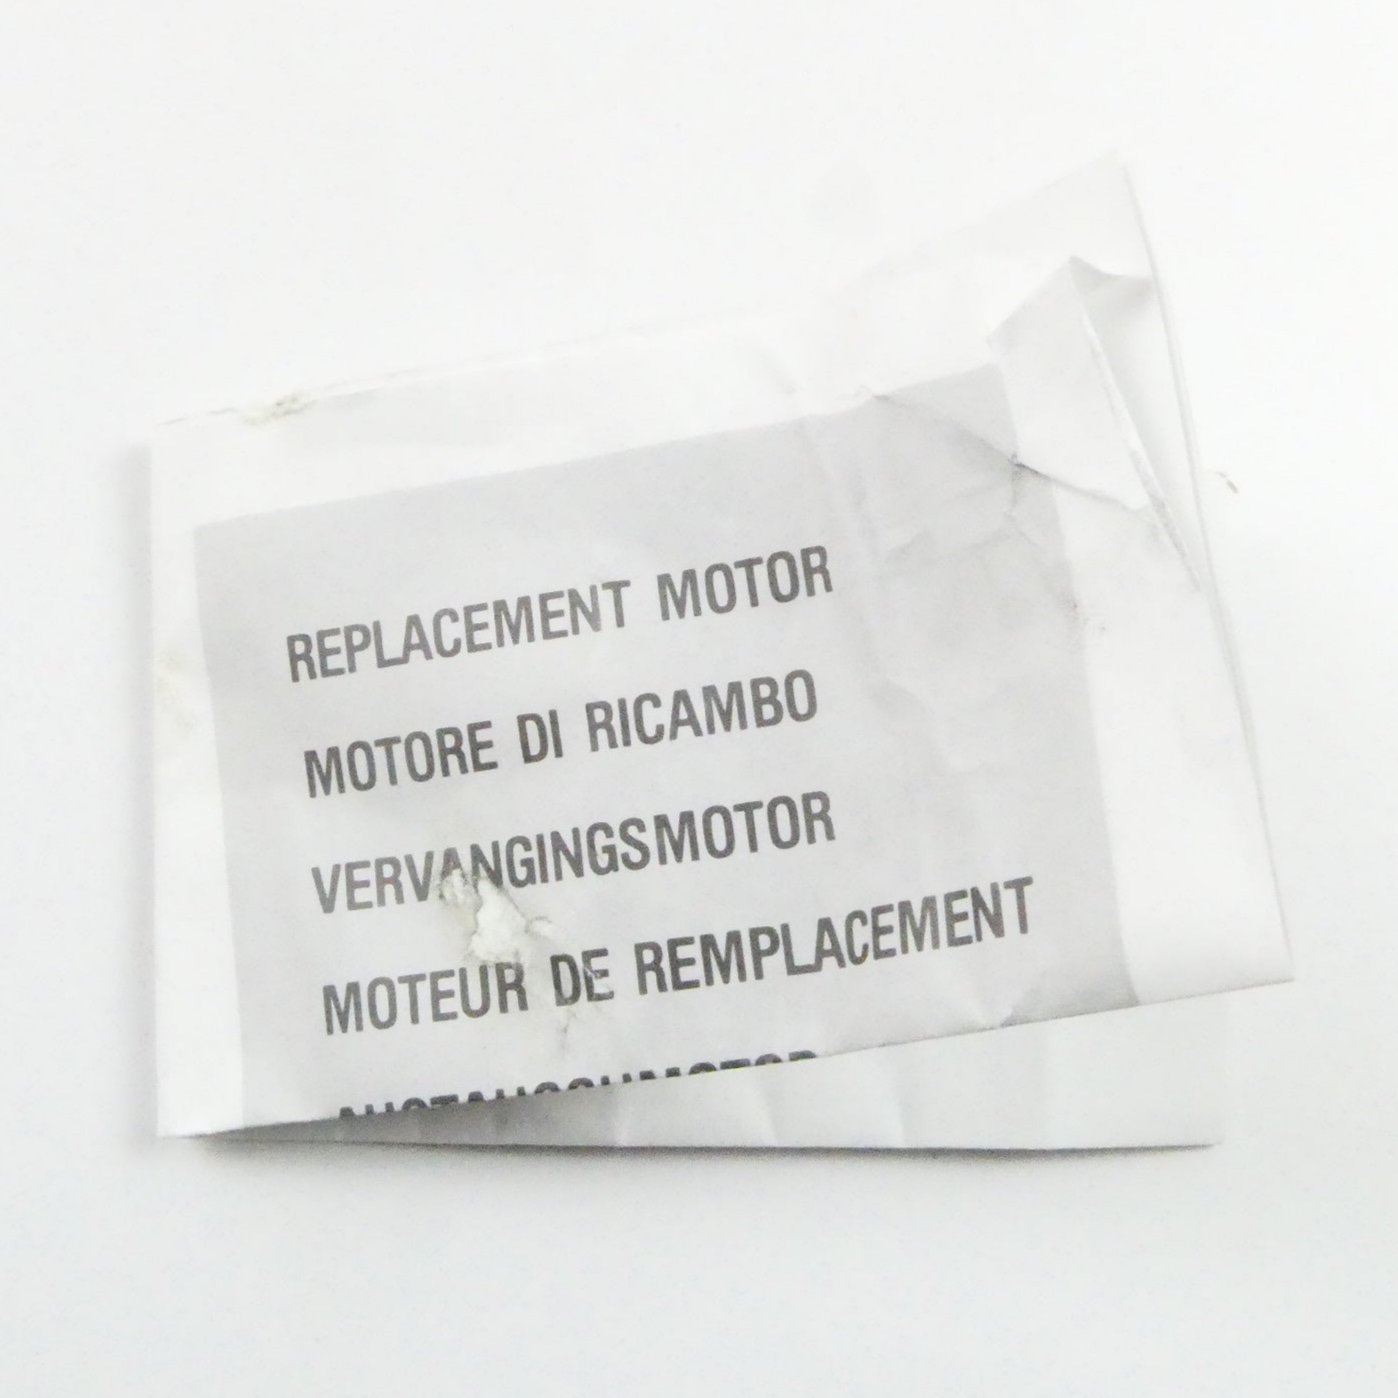 REPLACEMENT MOTOR
MOTORE DI RICAMBO
VERVANGINGSMOTOR
MOTEUR DE REMPLACEMENT